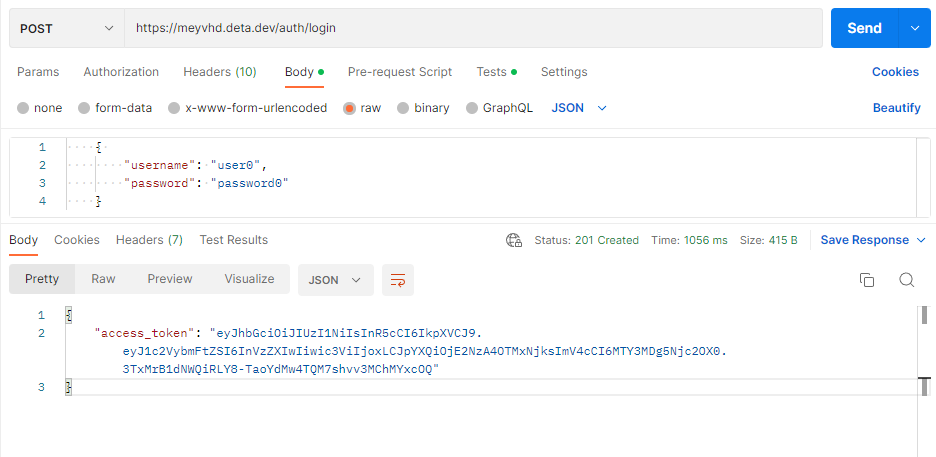 POST https://meyvhd.deta.dev/auth/login Send
Params Authorization Headers (10) Body Pre-request Script Tests Settings Cookies
none form-data x-www-form-urlencoded raw binary GraphQL JSON Beautify
1 {
2 "username": "user0",
3 "password": "password0"
4 }
Body Cookies Headers (7) Test Results Status: 201 Created Time: 1056 ms Size: 415 B Save Response
Pretty Raw Preview Visualize JSON
1 {
2 "access_token": "eyJhbGciOiJIUzI1NiIsInR5cCI6IkpXVCJ9.
eyJ1c2VybmFtZSI6InVzZXIwIiwic3ViIjoxLCJpYXQiOjE2NzA4OTMxNjksImV4cCI6MTY3MDg5Njc2OX0.
3TxMrB1dNWQiRLY8-TaoYdMw4TQM7shvv3MChMYxcOQ"
3 }